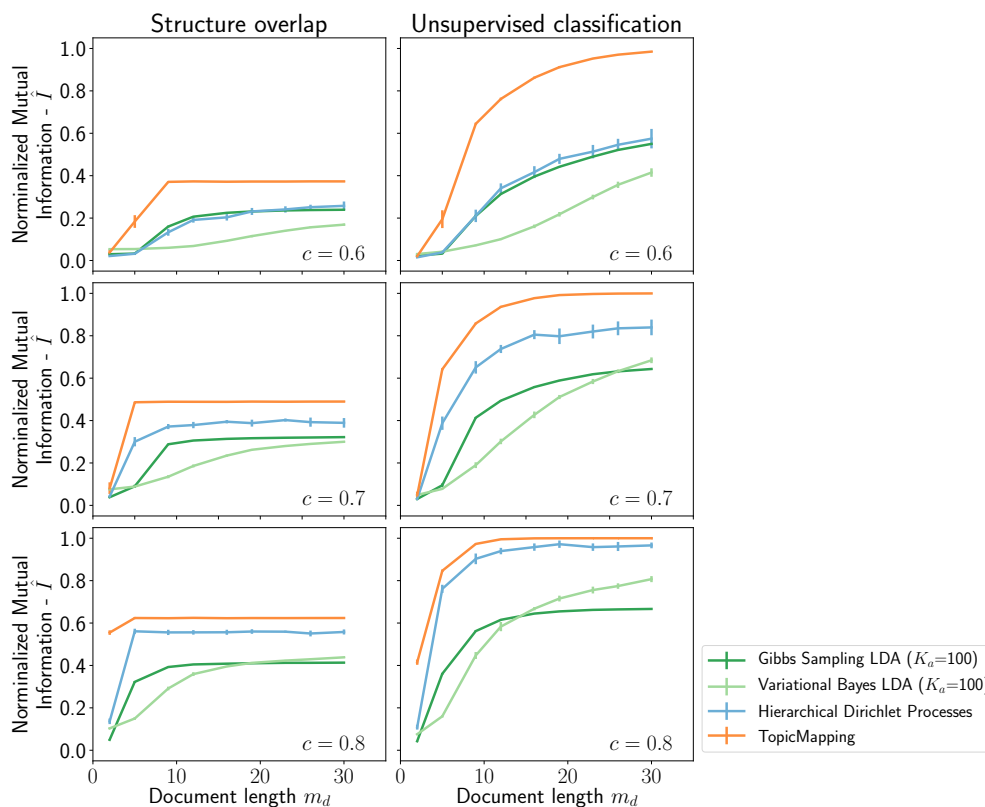 Structure overlap
Unsupervised classification
Norminalized Mutual
Information - Î
1.0
0.8
0.6
0.4
0.2
0.0
c = 0.6
c = 0.6
Norminalized Mutual
Information - Î
1.0
0.8
0.6
0.4
0.2
0.0
c = 0.7
c = 0.7
Norminalized Mutual
Information - Î
1.0
0.8
0.6
0.4
0.2
0.0
c = 0.8
c = 0.8
0 10 20 30
0 10 20 30
Document length m_d
Document length m_d
Gibbs Sampling LDA (K_a=100)
Variational Bayes LDA (K_a=100)
Hierarchical Dirichlet Processes
TopicMapping